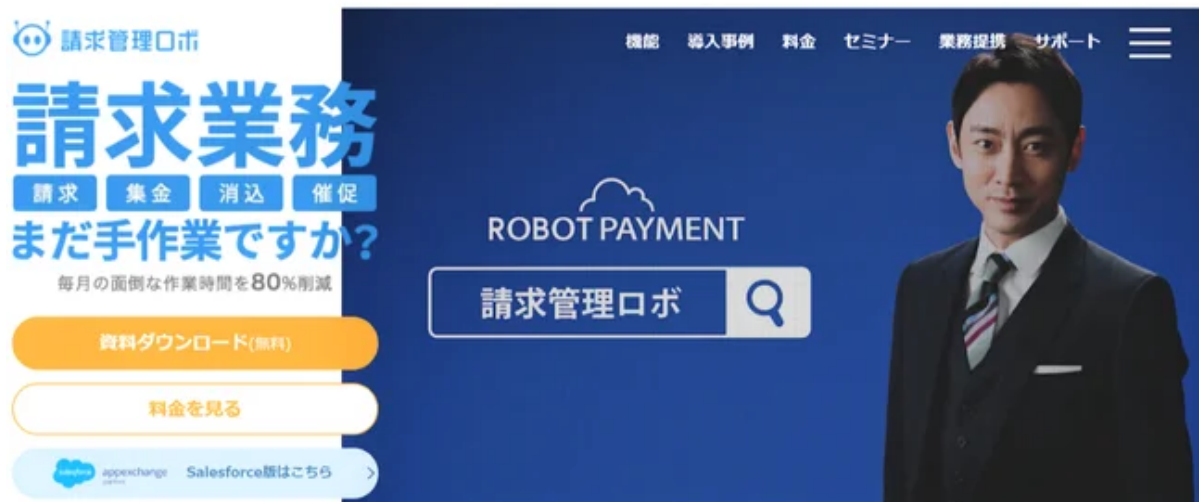 請求管理ロボ
機能 導入事例 料金 セミナー 業務提携 サポート
請求業務
請求 集金 消込 催促
まだ手作業ですか?
毎月の面倒な作業時間を80%削減
資料ダウンロード(無料)
料金を見る
salesforce appexchange partner Salesforce版はこちら
ROBOT PAYMENT
請求管理ロボ